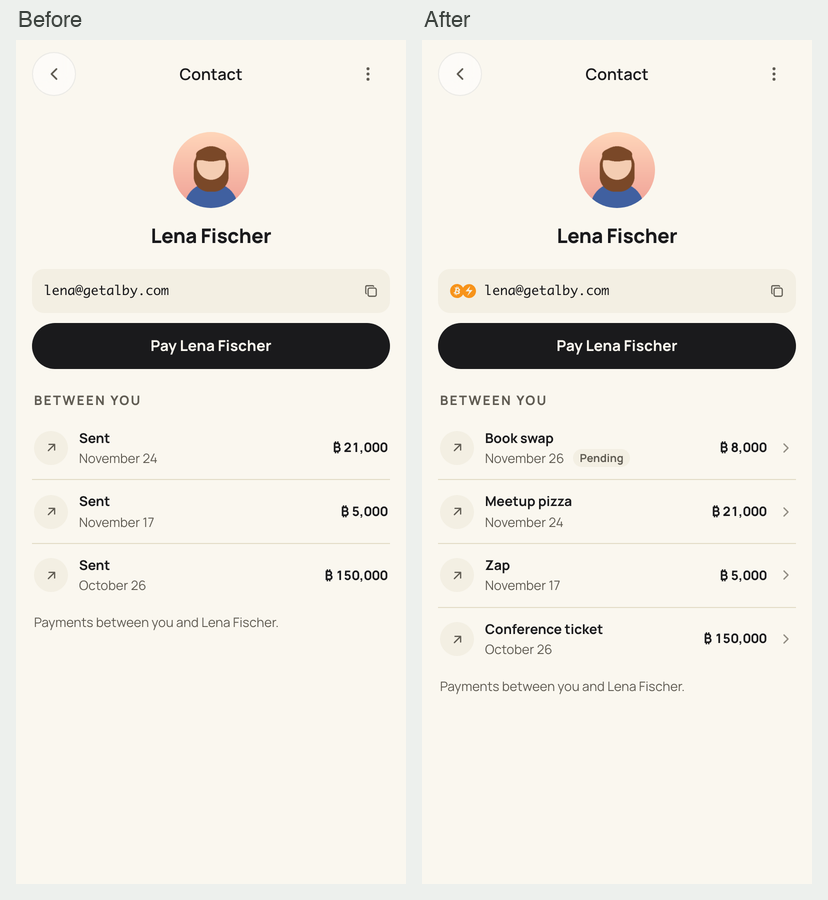 Before
Contact
Lena Fischer
lena@getalby.com
Pay Lena Fischer
BETWEEN YOU
Sent
November 24
₿ 21,000
Sent
November 17
₿ 5,000
Sent
October 26
₿ 150,000
Payments between you and Lena Fischer.
After
Contact
Lena Fischer
lena@getalby.com
Pay Lena Fischer
BETWEEN YOU
Book swap
November 26 Pending
₿ 8,000
Meetup pizza
November 24
₿ 21,000
Zap
November 17
₿ 5,000
Conference ticket
October 26
₿ 150,000
Payments between you and Lena Fischer.